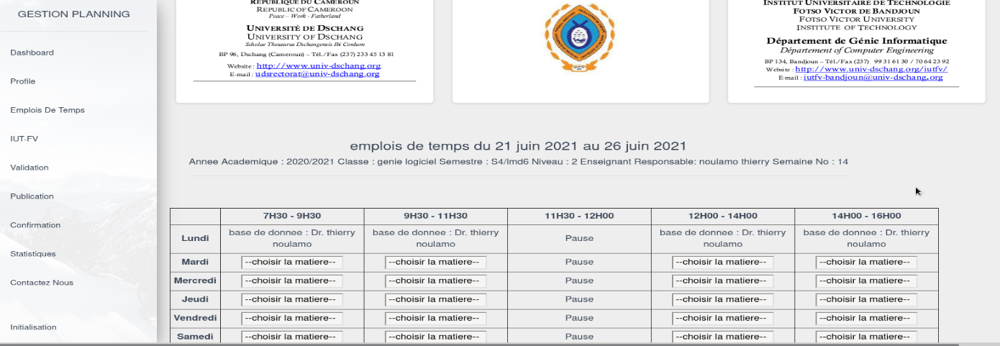 GESTION PLANNING
Dashboard
Profile
Emplois De Temps
IUT-FV
Validation
Publication
Confirmation
Statistiques
Contactez Nous
Initialisation
RÉPUBLIQUE DU CAMEROUN
REPUBLIC OF CAMEROON
Peace – Work - Fatherland
UNIVERSITÉ DE DSCHANG
UNIVERSITY OF DSCHANG
Scholae Thesaurus Dschangensis Ibi Cordum
BP 96, Dschang (Cameroun) – Tél./Fax (237) 233 45 13 81
Website : http://www.univ-dschang.org.
E-mail : udsrectorat@univ-dschang.org
INSTITUT UNIVERSITAIRE DE TECHNOLOGIE
FOTSO VICTOR DE BANDJOUN
FOTSO VICTOR UNIVERSITY
INSTITUTE OF TECHNOLOGY
Département de Génie Informatique
Département of Computer Engineering
BP 134, Bandjoun – Tél./Fax (237) 99 31 61 30 / 70 64 23 92
Website : http://www.univ-dschang.org/iutfv/
E-mail : iutfv-bandjoun@univ-dschang.org
emplois de temps du 21 juin 2021 au 26 juin 2021
Annee Academique : 2020/2021 Classe : genie logiciel Semestre : S4/lmd6 Niveau : 2 Enseignant Responsable: noulamo thierry Semaine No : 14
7H30 - 9H30 9H30 - 11H30 11H30 - 12H00 12H00 - 14H00 14H00 - 16H00
Lundi base de donnee : Dr. thierry noulamo base de donnee : Dr. thierry noulamo Pause base de donnee : Dr. thierry noulamo base de donnee : Dr. thierry noulamo
Mardi --choisir la matiere-- --choisir la matiere-- Pause --choisir la matiere-- --choisir la matiere--
Mercredi --choisir la matiere-- --choisir la matiere-- Pause --choisir la matiere-- --choisir la matiere--
Jeudi --choisir la matiere-- --choisir la matiere-- Pause --choisir la matiere-- --choisir la matiere--
Vendredi --choisir la matiere-- --choisir la matiere-- Pause --choisir la matiere-- --choisir la matiere--
Samedi --choisir la matiere-- --choisir la matiere-- Pause --choisir la matiere-- --choisir la matiere--